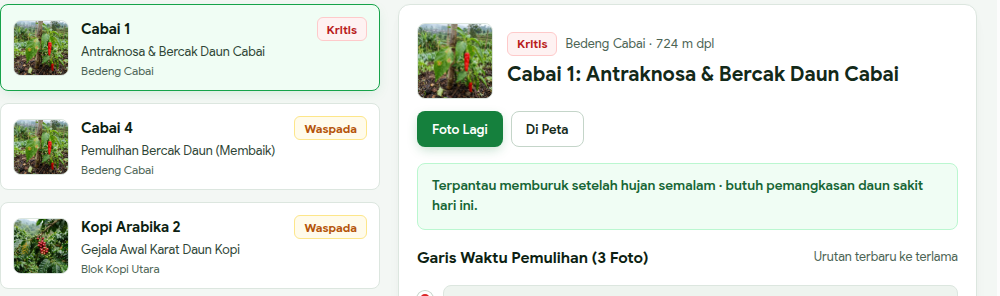 Cabai 1
Kritis
Antraknosa & Bercak Daun Cabai
Bedeng Cabai
Cabai 4
Waspada
Pemulihan Bercak Daun (Membaik)
Bedeng Cabai
Kopi Arabika 2
Waspada
Gejala Awal Karat Daun Kopi
Blok Kopi Utara
Kritis
Bedeng Cabai · 724 m dpl
Cabai 1: Antraknosa & Bercak Daun Cabai
Foto Lagi
Di Peta
Terpantau memburuk setelah hujan semalam · butuh pemangkasan daun sakit
hari ini.
Garis Waktu Pemulihan (3 Foto)
Urutan terbaru ke terlama